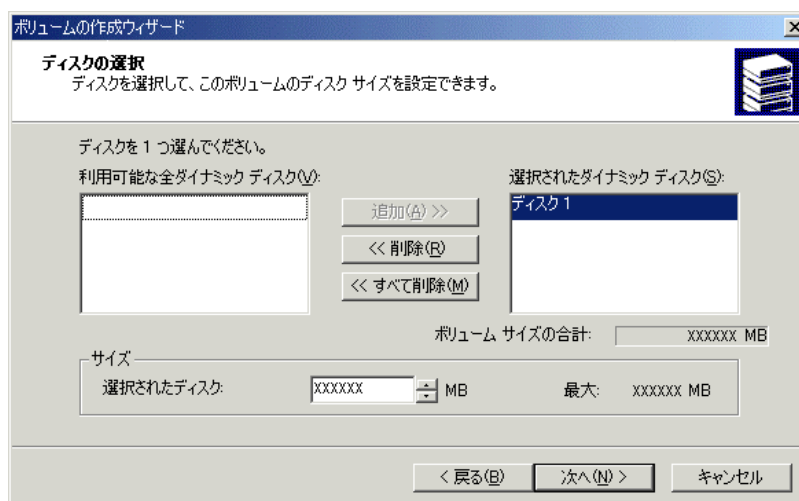 ボリュームの作成ウィザード
ディスクの選択
ディスクを選択して、このボリュームのディスク サイズを設定できます。
ディスクを 1 つ選んでください。
利用可能な全ダイナミック ディスク(V):
選択されたダイナミック ディスク(S):
ディスク 1
追加(A) >>
<< 削除(R)
<< すべて削除(M)
ボリューム サイズの合計: XXXXXX MB
サイズ
選択されたディスク: XXXXXX MB 最大: XXXXXX MB
< 戻る(B) 次へ(N) > キャンセル